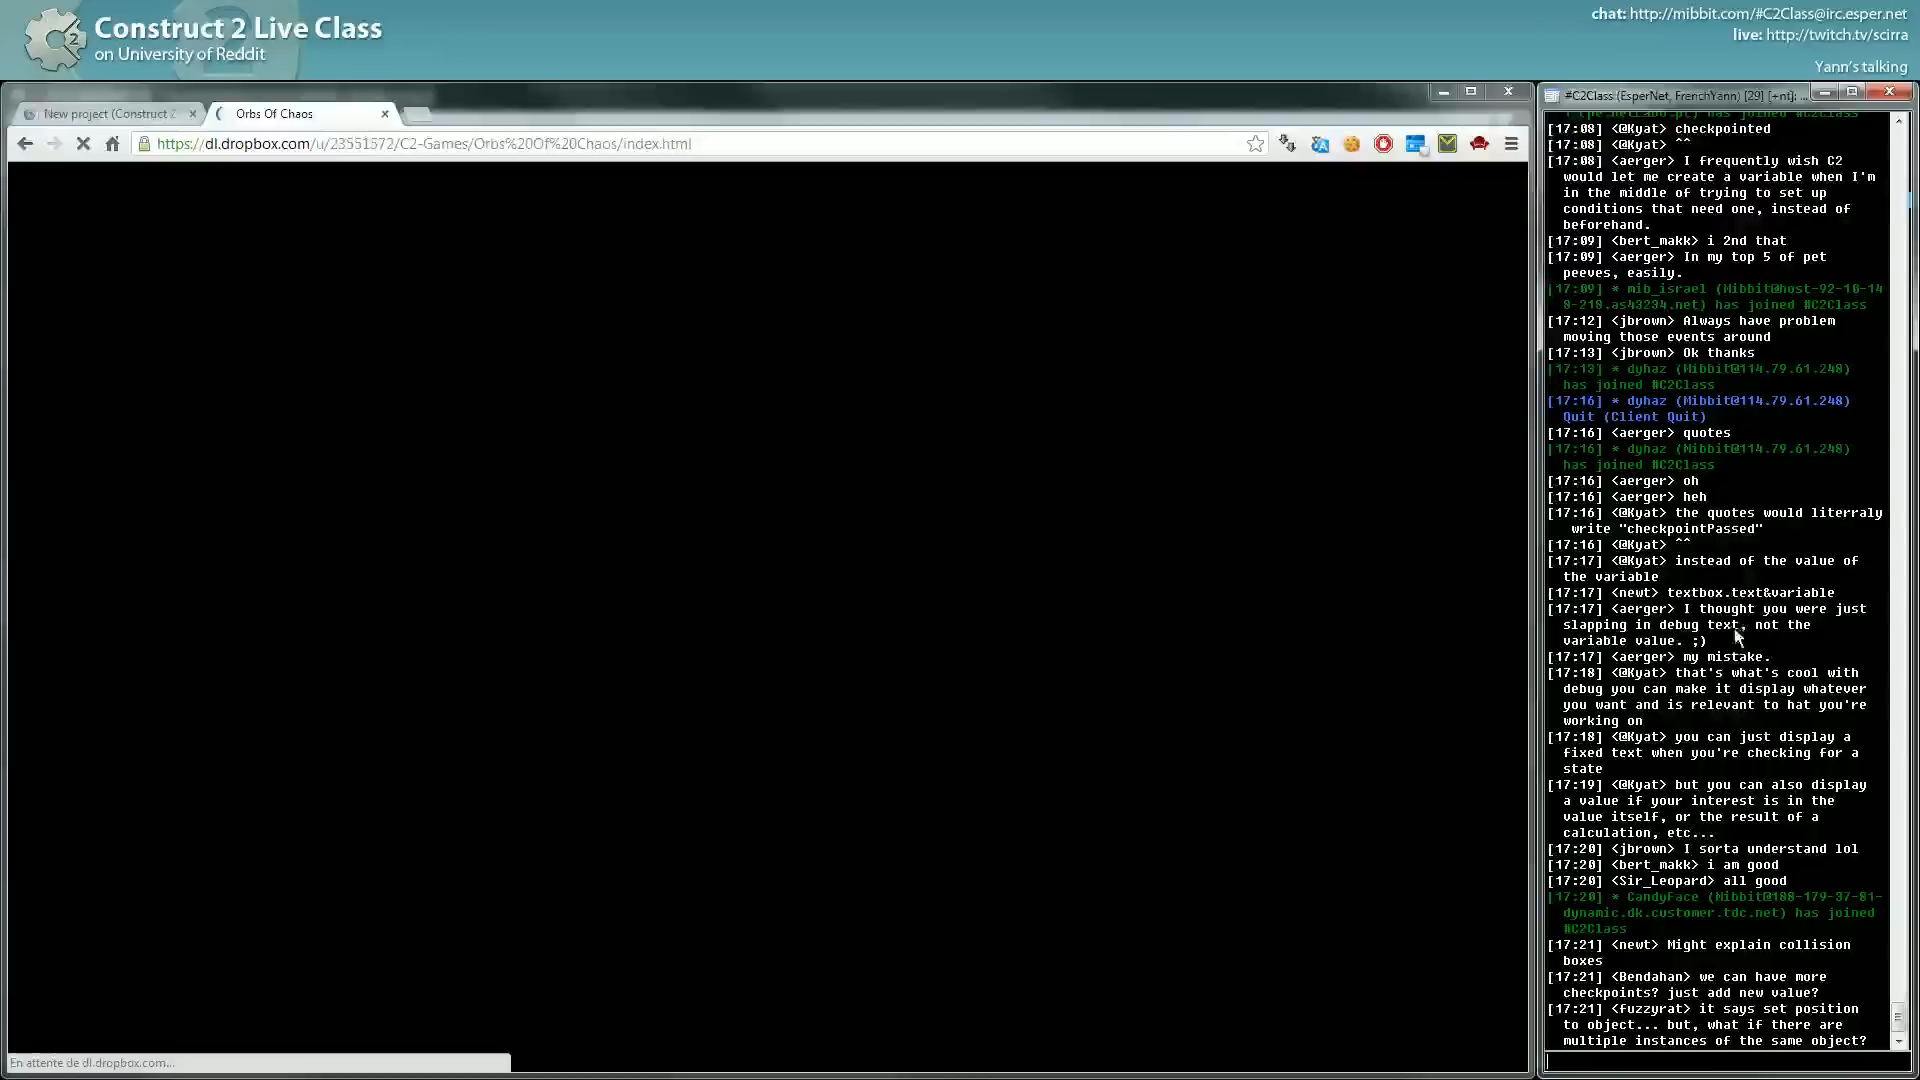 Construct 2 Live Class
on University of Reddit
chat: http://mibbit.com/#C2Class@irc.esper.net
live: http://twitch.tv/scirra
Yann's talking
New project (Construct 2
Orbs Of Chaos
https://dl.dropbox.com/u/23551572/C2-Games/Orbs%20Of%20Chaos/index.html
En attente de dl.dropbox.com...
#C2Class (EsperNet, FrenchYann) [29] [+nt]: ...
has joined #C2Class
[17:08] <@Kyat> checkpointed
[17:08] <@Kyat> ^^
[17:08] <aerger> I frequently wish C2
would let me create a variable when I'm
in the middle of trying to set up
conditions that need one, instead of
beforehand.
[17:09] <bert_makk> i 2nd that
[17:09] <aerger> In my top 5 of pet
peeves, easily.
[17:09] * mib_israel (Mibbit@host-92-10-14
8-218.as43234.net) has joined #C2Class
[17:12] <jbrown> Always have problem
moving those events around
[17:13] <jbrown> Ok thanks
[17:13] * dyhaz (Mibbit@114.79.61.248)
has joined #C2Class
[17:16] * dyhaz (Mibbit@114.79.61.248)
Quit (Client Quit)
[17:16] <aerger> quotes
[17:16] * dyhaz (Mibbit@114.79.61.248)
has joined #C2Class
[17:16] <aerger> oh
[17:16] <aerger> heh
[17:16] <@Kyat> the quotes would literraly
write "checkpointPassed"
[17:16] <@Kyat> ^^
[17:17] <@Kyat> instead of the value of
the variable
[17:17] <newt> textbox.text&variable
[17:17] <aerger> I thought you were just
slapping in debug text, not the
variable value. ;)
[17:17] <aerger> my mistake.
[17:18] <@Kyat> that's what's cool with
debug you can make it display whatever
you want and is relevant to hat you're
working on
[17:18] <@Kyat> you can just display a
fixed text when you're checking for a
state
[17:19] <@Kyat> but you can also display
a value if your interest is in the
value itself, or the result of a
calculation, etc...
[17:20] <jbrown> I sorta understand lol
[17:20] <bert_makk> i am good
[17:20] <Sir_Leopard> all good
[17:20] * CandyFace (Mibbit@188-179-37-81-
dynamic.dk.customer.tdc.net) has joined
#C2Class
[17:21] <newt> Might explain collision
boxes
[17:21] <Bendahan> we can have more
checkpoints? just add new value?
[17:21] <fuzzyrat> it says set position
to object... but, what if there are
multiple instances of the same object?